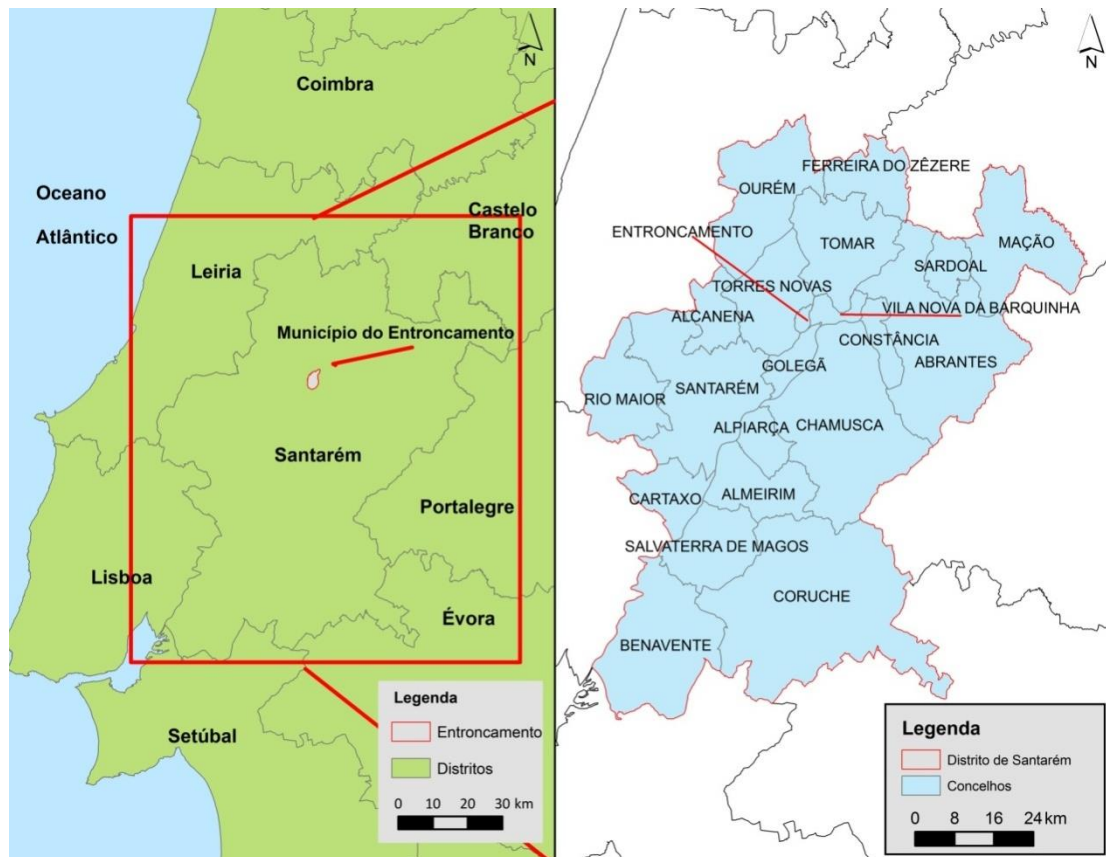 N
Coimbra
Oceano
Atlântico
Castelo
Branco
Leiria
Município do Entroncamento
Santarém
Portalegre
Lisboa
Évora
Setúbal
Legenda
Entroncamento
Distritos
0 10 20 30 km
N
FERREIRA DO ZÊZERE
OURÉM
ENTRONCAMENTO
TOMAR
MAÇÃO
SARDOAL
TORRES NOVAS
VILA NOVA DA BARQUINHA
ALCANENA
CONSTÂNCIA
ABRANTES
GOLEGÃ
RIO MAIOR
SANTARÉM
ALPIARÇA
CHAMUSCA
CARTAXO
ALMEIRIM
SALVATERRA DE MAGOS
CORUCHE
BENAVENTE
Legenda
Distrito de Santarém
Concelhos
0 8 16 24 km